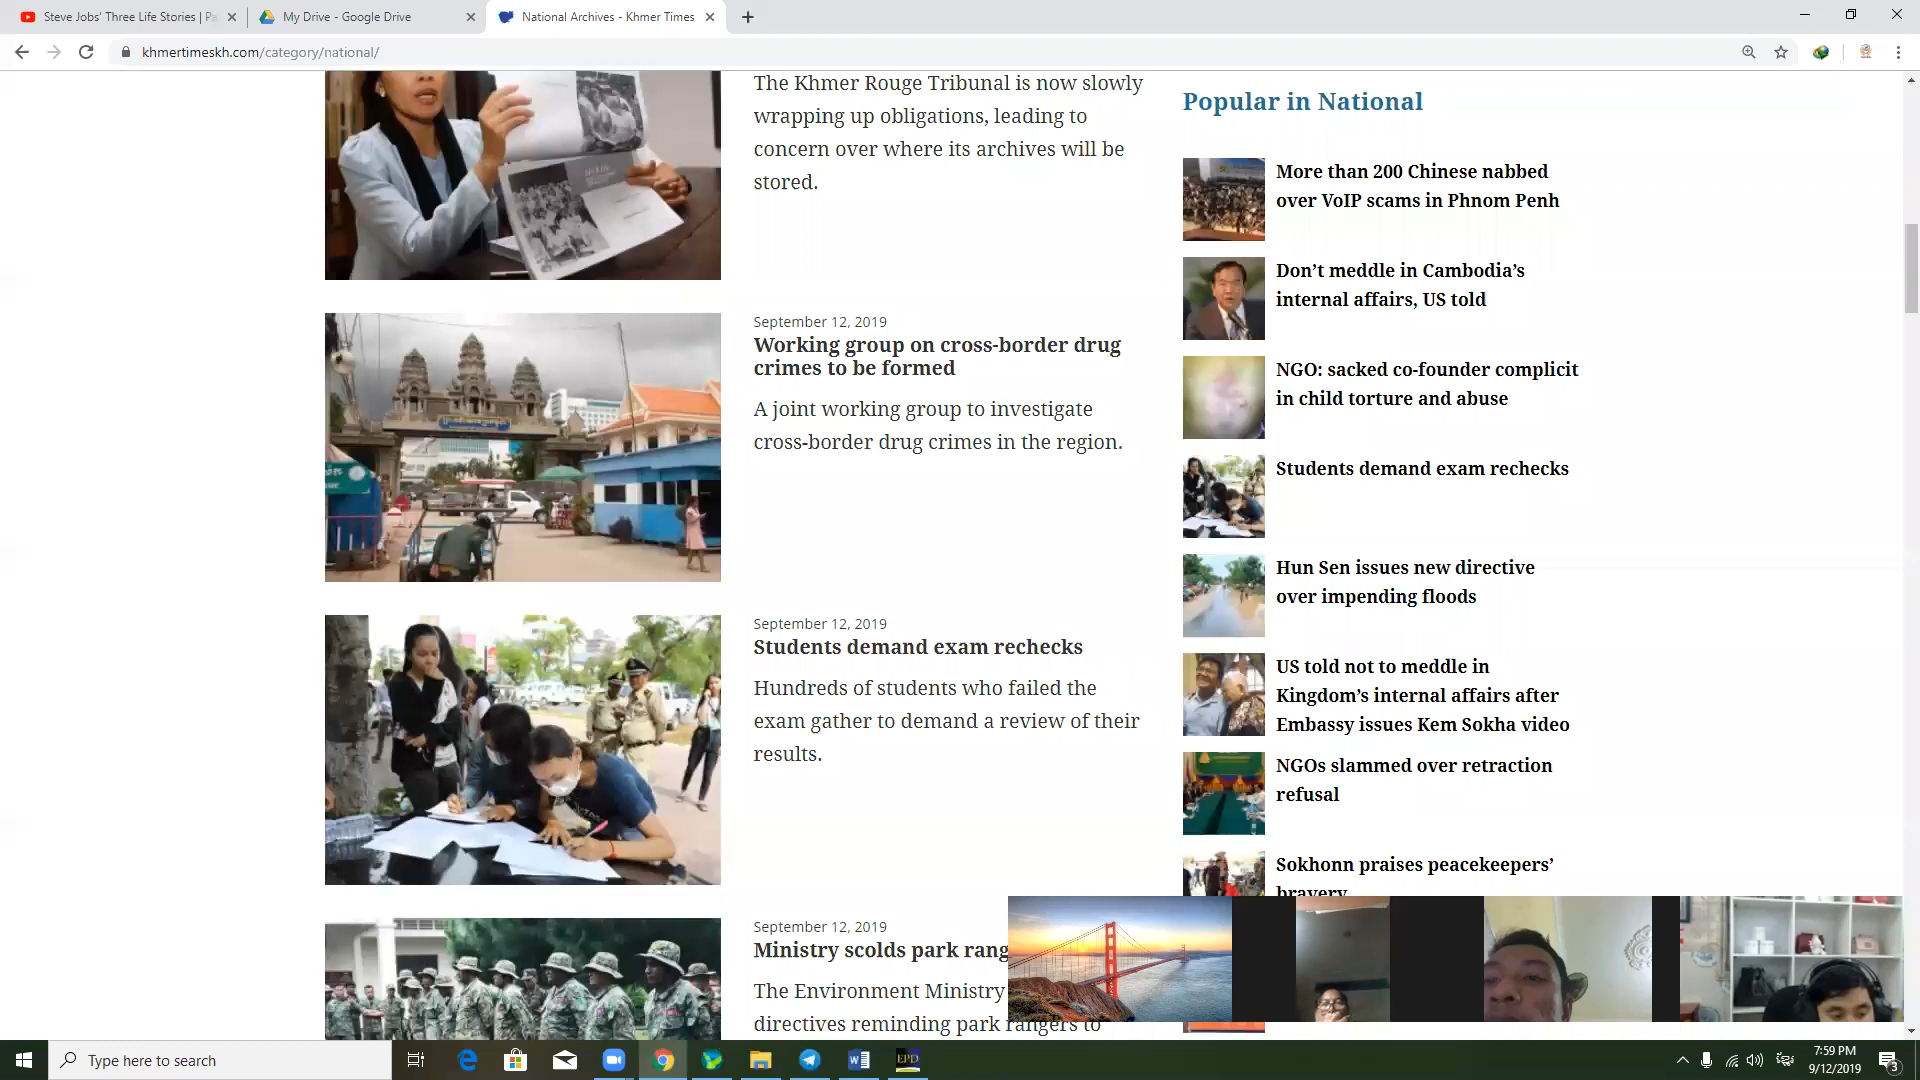 Steve Jobs' Three Life Stories | Pa
My Drive - Google Drive
National Archives - Khmer Times
khmertimeskh.com/category/national/
The Khmer Rouge Tribunal is now slowly
wrapping up obligations, leading to
concern over where its archives will be
stored.
September 12, 2019
Working group on cross-border drug
crimes to be formed
A joint working group to investigate
cross-border drug crimes in the region.
September 12, 2019
Students demand exam rechecks
Hundreds of students who failed the
exam gather to demand a review of their
results.
September 12, 2019
Ministry scolds park rang
The Environment Ministry
directives reminding park rangers to
Popular in National
More than 200 Chinese nabbed
over VoIP scams in Phnom Penh
Don't meddle in Cambodia's
internal affairs, US told
NGO: sacked co-founder complicit
in child torture and abuse
Students demand exam rechecks
Hun Sen issues new directive
over impending floods
US told not to meddle in
Kingdom's internal affairs after
Embassy issues Kem Sokha video
NGOs slammed over retraction
refusal
Sokhonn praises peacekeepers'
bravery
Type here to search
EPD
7:59 PM
9/12/2019
3